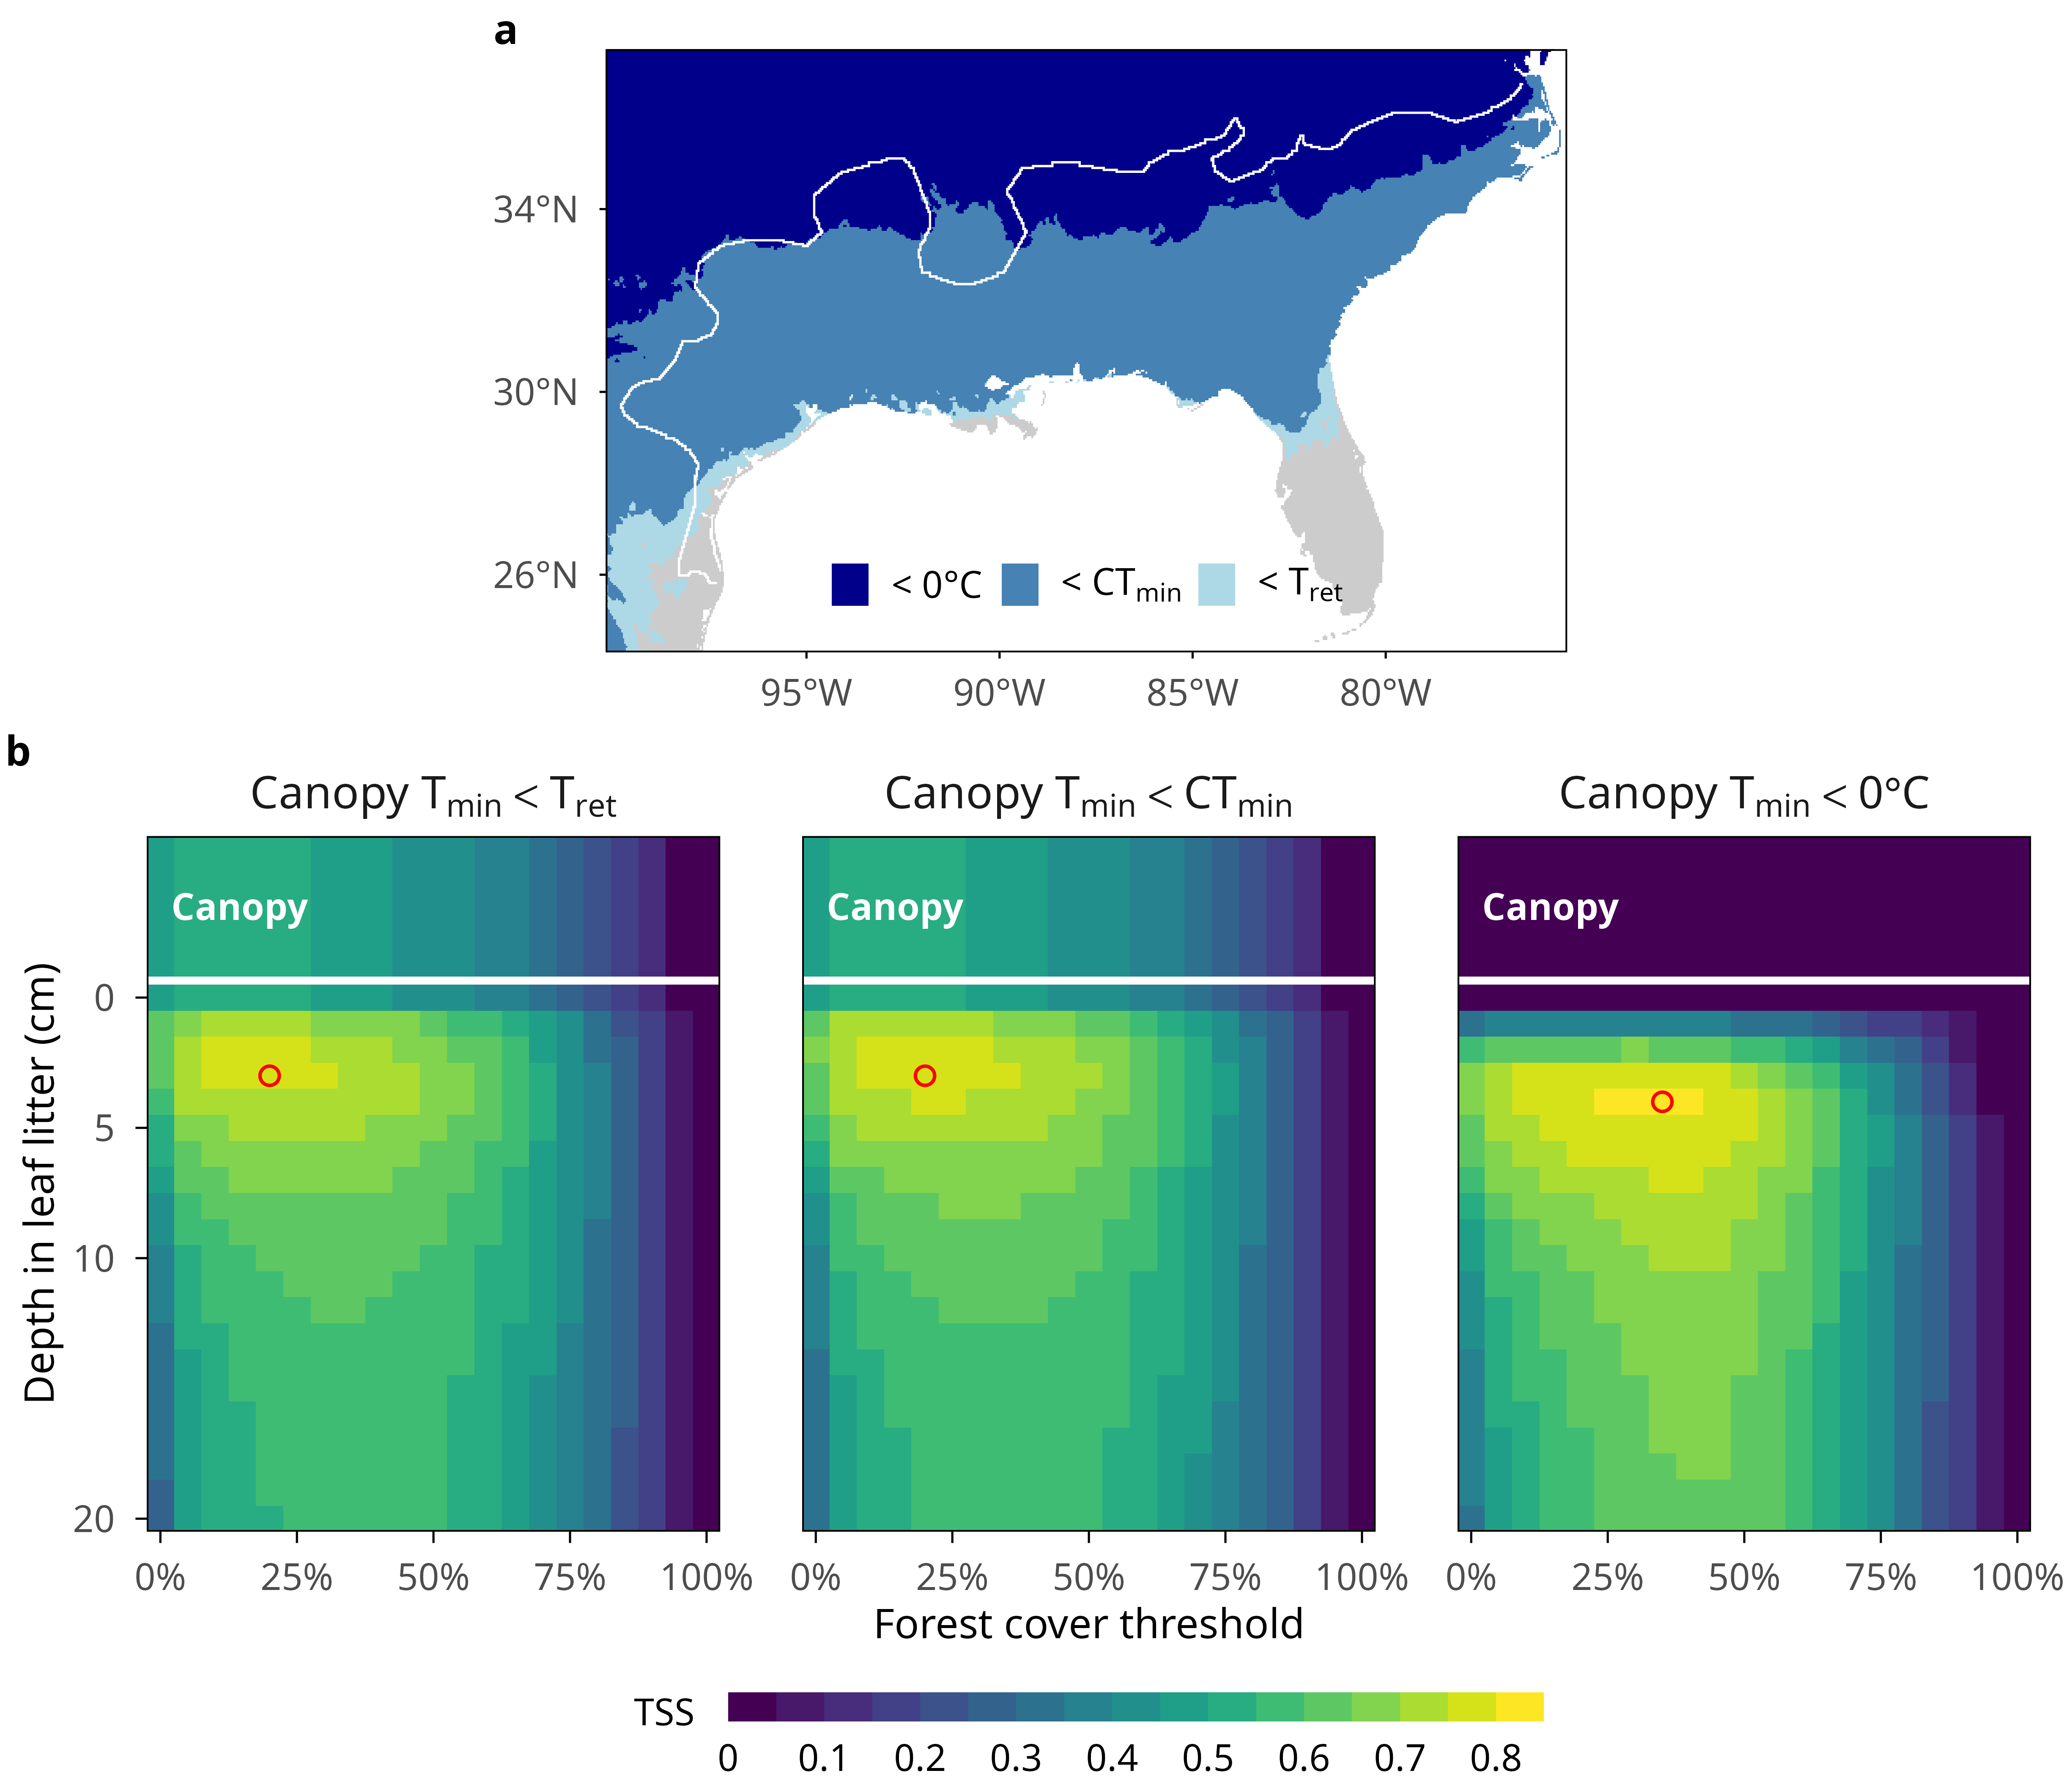 a
34°N
30°N
26°N
< 0°C < CTmin < Tret
95°W 90°W 85°W 80°W
b
Canopy Tmin < Tret
Canopy Tmin < CTmin
Canopy Tmin < 0°C
Canopy
Canopy
Canopy
Depth in leaf litter (cm)
0
5
10
20
0% 25% 50% 75% 100%
0% 25% 50% 75% 100%
0% 25% 50% 75% 100%
Forest cover threshold
TSS
0 0.1 0.2 0.3 0.4 0.5 0.6 0.7 0.8